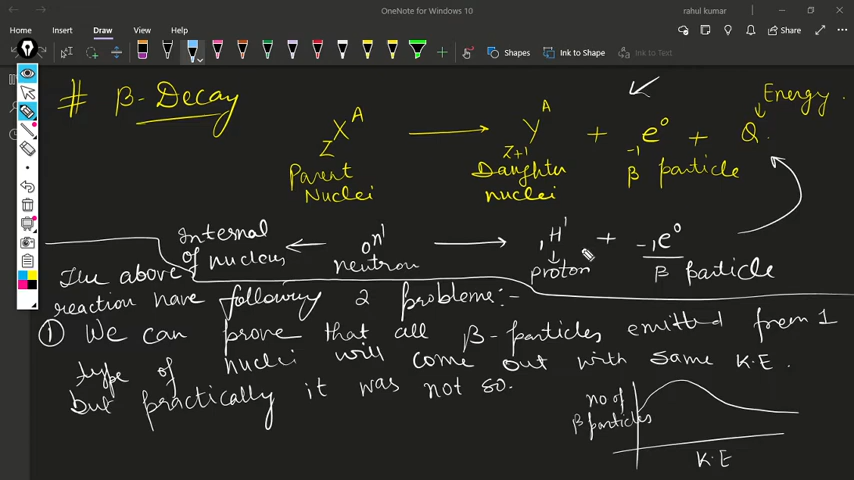 OneNote for Windows 10
rahul kumar
Home Insert Draw View Help
Share
Shapes Ink to Shape Ink to Text
# β-Decay
Energy.
zX^A → z+1Y^A + -1e^0 + Q.
Parent Nuclei
Daughter nuclei
β particle
Internal of nucleus ← 0n^1 → 1H^1 + -1e^0
neutron
proton
β particle
The above
reaction have following 2 problems:-
① We can prove that all β-particles emitted from 1
type of nuclei will come out with same K.E.
but practically it was not so.
no of
β particles
K.E